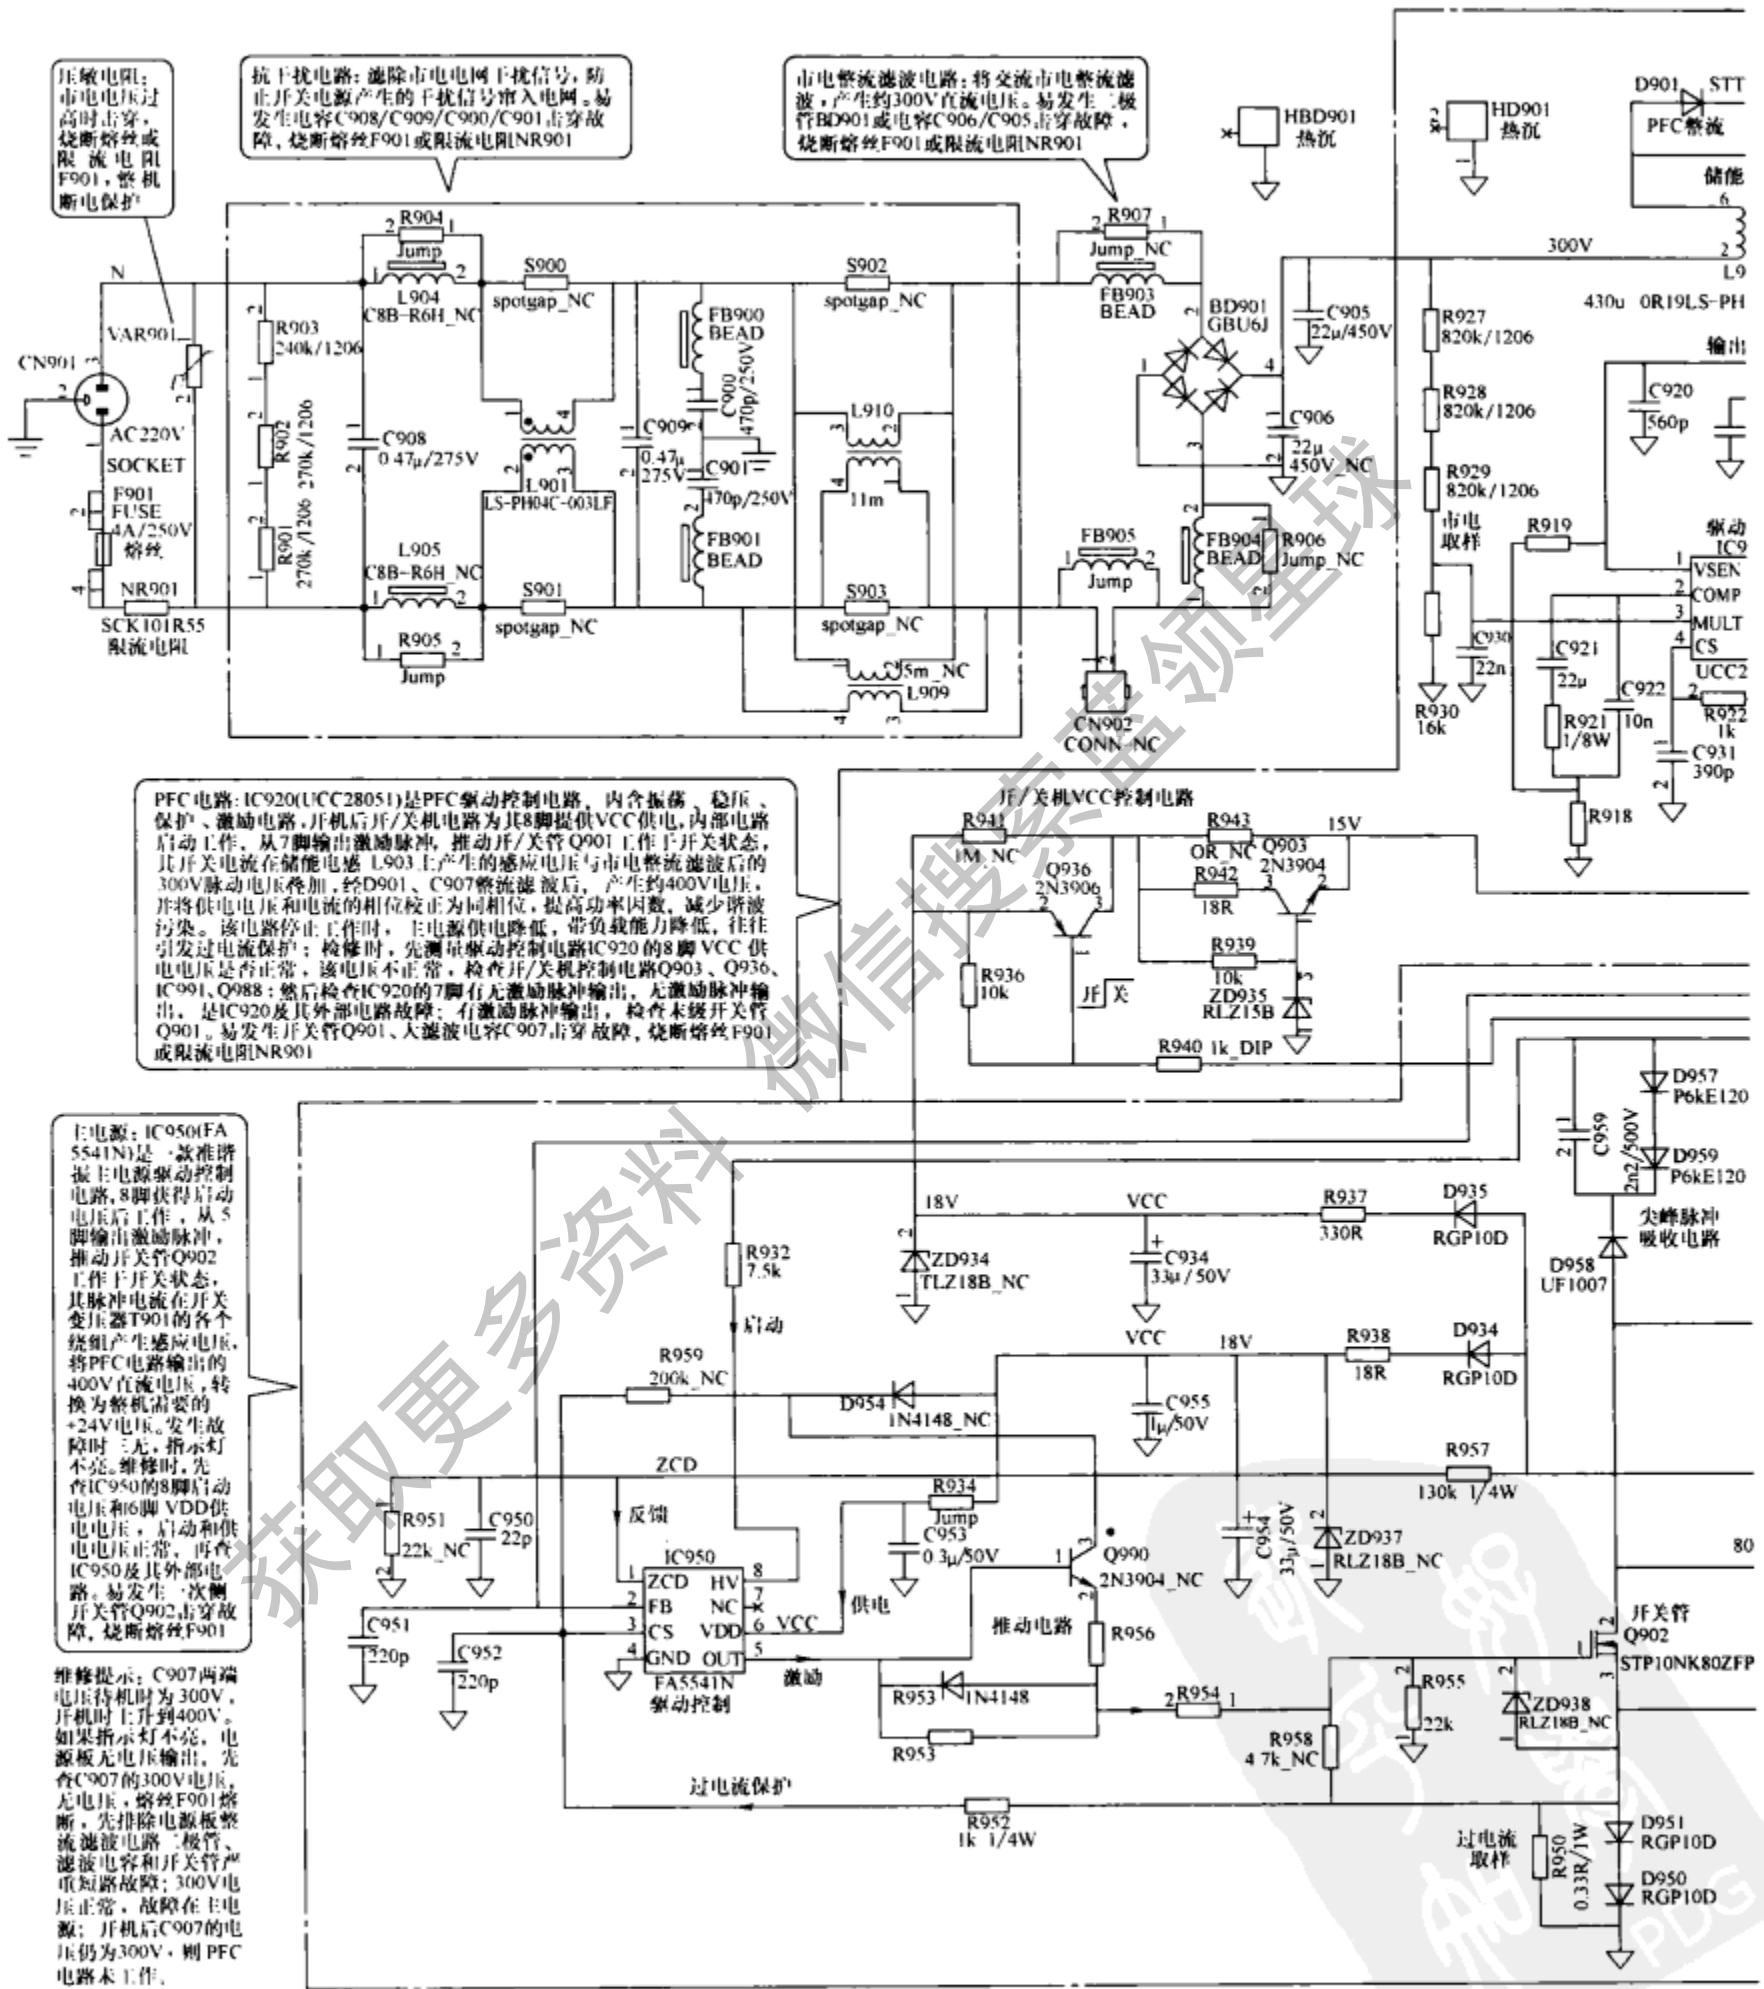 压敏电阻：
市电电压过
高时击穿，
烧断熔丝或
限流电阻
F901，整机
断电保护
抗干扰电路：滤除市电电网干扰信号，防
止开关电源产生的干扰信号窜入电网。易
发生电容C908/C909/C900/C901击穿故
障，烧断熔丝F901或限流电阻NR901
市电整流滤波电路：将交流市电整流滤
波，产生约300V直流电压。易发生二极
管BD901或电容C906/C905击穿故障，
烧断熔丝F901或限流电阻NR901
HBD901
热沉
HD901
热沉
D901 STT
PFC整流
储能
6
2
L9
300V
430u 0R19LS-PH
输出
N
VAR901
CN901
AC220V
SOCKET
F901
FUSE
4A/250V
熔丝
NR901
SCK101R55
限流电阻
R903
240k/1206
R902
270k/1206
R901
270k/1206
R904
Jump
L904
C8B-R6H_NC
C908
0.47μ/275V
L905
C8B-R6H_NC
R905
Jump
S900
spotgap_NC
L901
LS-PH04C-003LF
S901
spotgap_NC
C909
0.47μ
275V
FB900
BEAD
C900
470p/250V
C901
470p/250V
FB901
BEAD
S902
spotgap_NC
L910
11m
S903
spotgap_NC
5m_NC
L909
R907
Jump_NC
FB903
BEAD
BD901
GBU6J
C905
22μ/450V
C906
22μ
450V_NC
FB905
Jump
FB904
BEAD
R906
Jump_NC
CN902
CONN-NC
R927
820k/1206
R928
820k/1206
R929
820k/1206
市电
取样
R930
16k
C930
22n
C920
560p
R919
驱动
IC9
1 VSEN
2 COMP
3 MULT
4 CS
UCC2
C921
22μ
C922
10n
R921
1/8W
R922
1k
C931
390p
R918
PFC电路：IC920(UCC28051)是PFC驱动控制电路，内含振荡、稳压、
保护、激励电路，开机后开/关机电路为其8脚提供VCC供电，内部电路
启动工作，从7脚输出激励脉冲，推动开/关管Q901工作于开关状态，
其开关电流在储能电感 L903上产生的感应电压与市电整流滤波后的
300V脉动电压叠加，经D901、C907整流滤波后，产生约400V电压，
并将供电电压和电流的相位校正为同相位，提高功率因数，减少谐波
污染。该电路停止工作时，主电源供电降低，带负载能力降低，往往
引发过电流保护；检修时，先测量驱动控制电路IC920的8脚 VCC 供
电电压是否正常，该电压不正常，检查开/关机控制电路Q903、Q936、
IC991、Q988；然后检查IC920的7脚有无激励脉冲输出，无激励脉冲输
出，是IC920及其外部电路故障；有激励脉冲输出，检查末级开关管
Q901。易发生开关管Q901、大滤波电容C907击穿故障，烧断熔丝F901
或限流电阻NR901
开/关机VCC控制电路
R941
1M_NC
R943
OR_NC
Q903
2N3904
15V
Q936
2N3906
R942
18R
R939
10k
R936
10k
开 关
ZD935
RLZ15B
R940 1k_DIP
D957
P6kE120
C959
2n2/500V
D959
P6kE120
尖峰脉冲
吸收电路
D958
UF1007
主电源：IC950(FA
5541N)是一款准谐
振主电源驱动控制
电路，8脚获得启动
电压后工作，从5
脚输出激励脉冲，
推动开关管Q902
工作于开关状态，
其脉冲电流在开关
变压器T901的各个
绕组产生感应电压，
将PFC电路输出的
400V直流电压，转
换为整机需要的
+24V电压。发生故
障时三无，指示灯
不亮。维修时，先
查IC950的8脚启动
电压和6脚 VDD供
电电压，启动和供
电电压正常，再查
IC950及其外部电
路。易发生一次侧
开关管Q902击穿故
障，烧断熔丝F901
维修提示：C907两端
电压待机时为300V，
开机时上升到400V。
如果指示灯不亮，电
源板无电压输出，先
查C907的300V电压，
无电压，熔丝F901熔
断，先排除电源板整
流滤波电路二极管、
滤波电容和开关管严
重短路故障；300V电
压正常，故障在主电
源；开机后C907的电
压仍为300V，则 PFC
电路未工作。
18V
VCC
R937
330R
D935
RGP10D
ZD934
TLZ18B_NC
C934
33μ/50V
R932
7.5k
启动
VCC
18V
R938
18R
D934
RGP10D
R959
200k_NC
D954
1N4148_NC
C955
1μ/50V
ZCD
R957
130k 1/4W
R951
22k_NC
C950
22p
反馈
R934
Jump
C953
0.3μ/50V
C954
33μ/50V
ZD937
RLZ18B_NC
80
IC950
1 ZCD HV 8
2 FB NC 7
3 CS VDD 6
4 GND OUT 5
VCC
供电
激励
FA5541N
驱动控制
Q990
2N3904_NC
推动电路
R956
C951
220p
C952
220p
R953 1N4148
R953
R954
R955
22k
R958
4.7k_NC
ZD938
RLZ18B_NC
开关管
Q902
STP10NK80ZFP
过电流保护
R952
1k 1/4W
过电流
取样
R950
0.33R/1W
D951
RGP10D
D950
RGP10D
获取更多资料 微信搜索蓝领星球
PDG